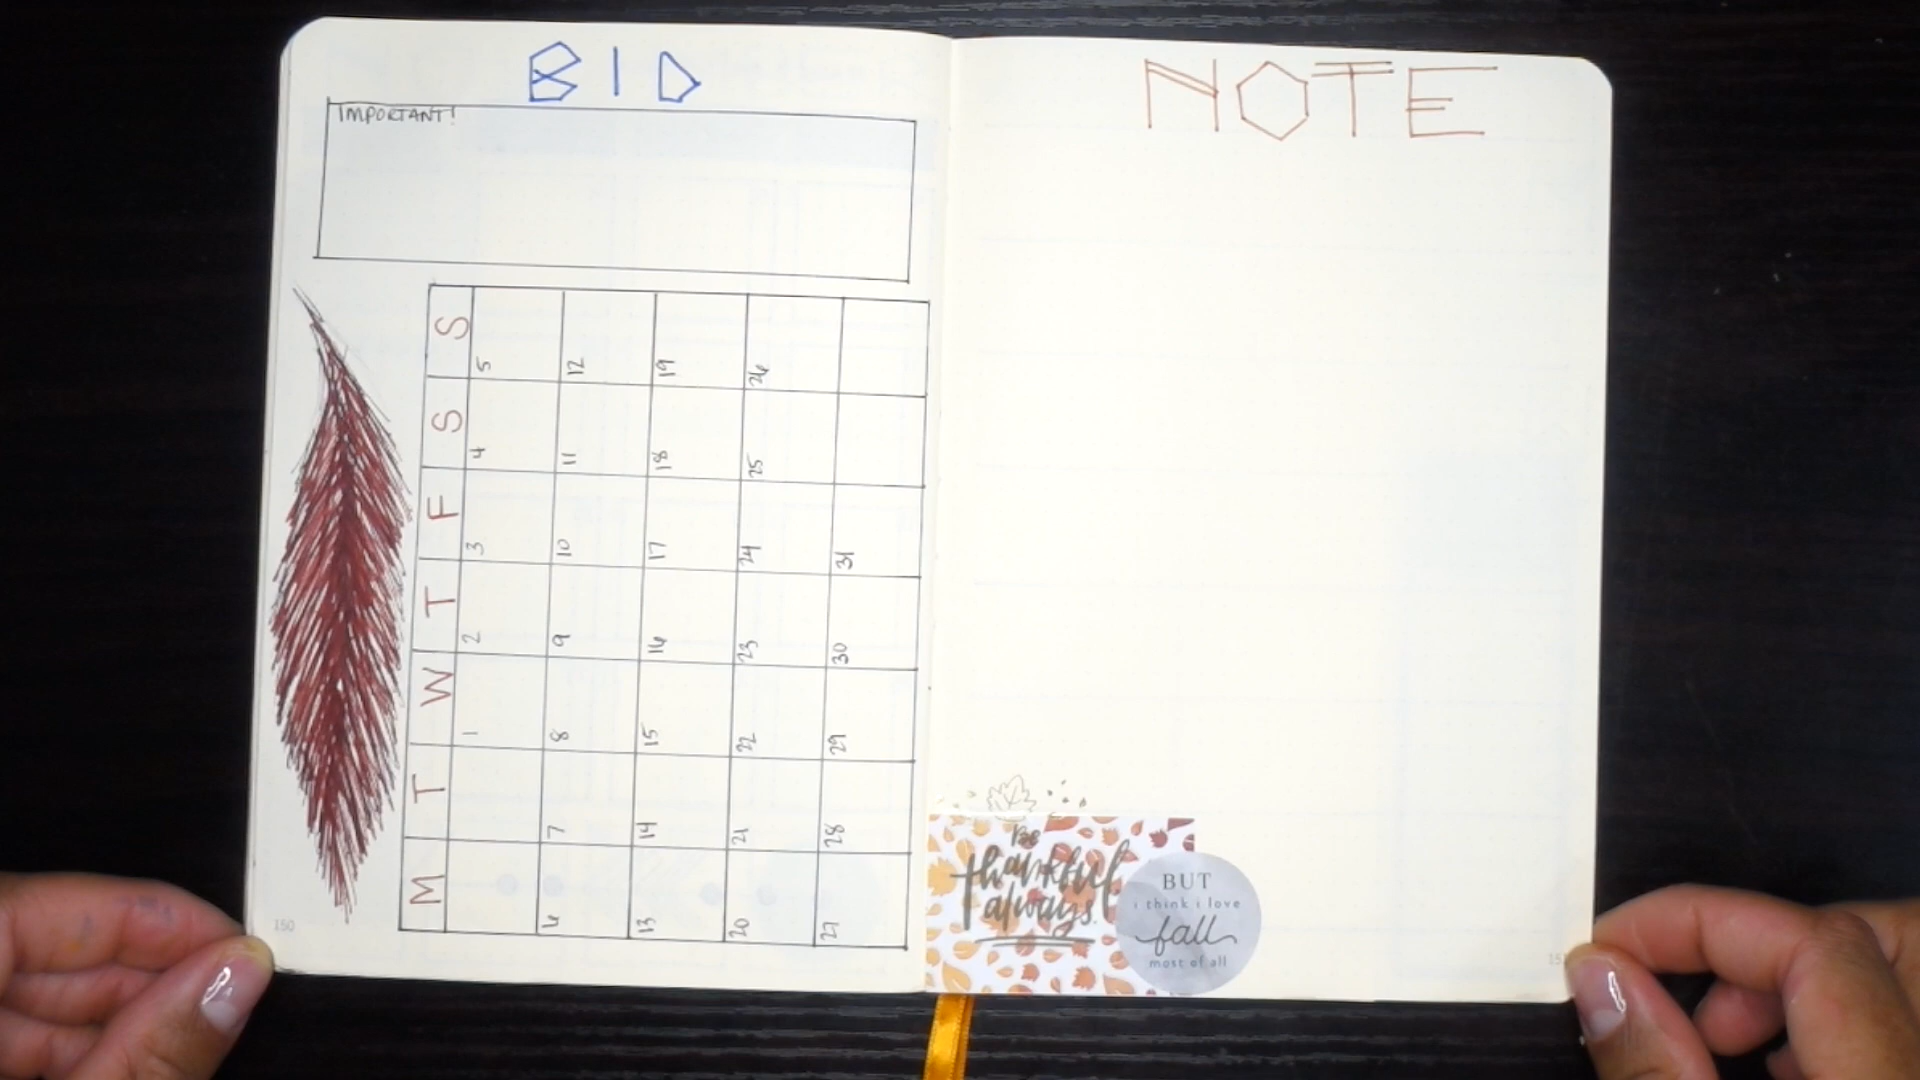 BID
IMPORTANT!
M T W T F S S
1 2 3 4 5
6 7 8 9 10 11 12
13 14 15 16 17 18 19
20 21 22 23 24 25 26
27 28 29 30 31
150
NOTE
Be
thankful
always.
BUT
i think i love
fall
most of all